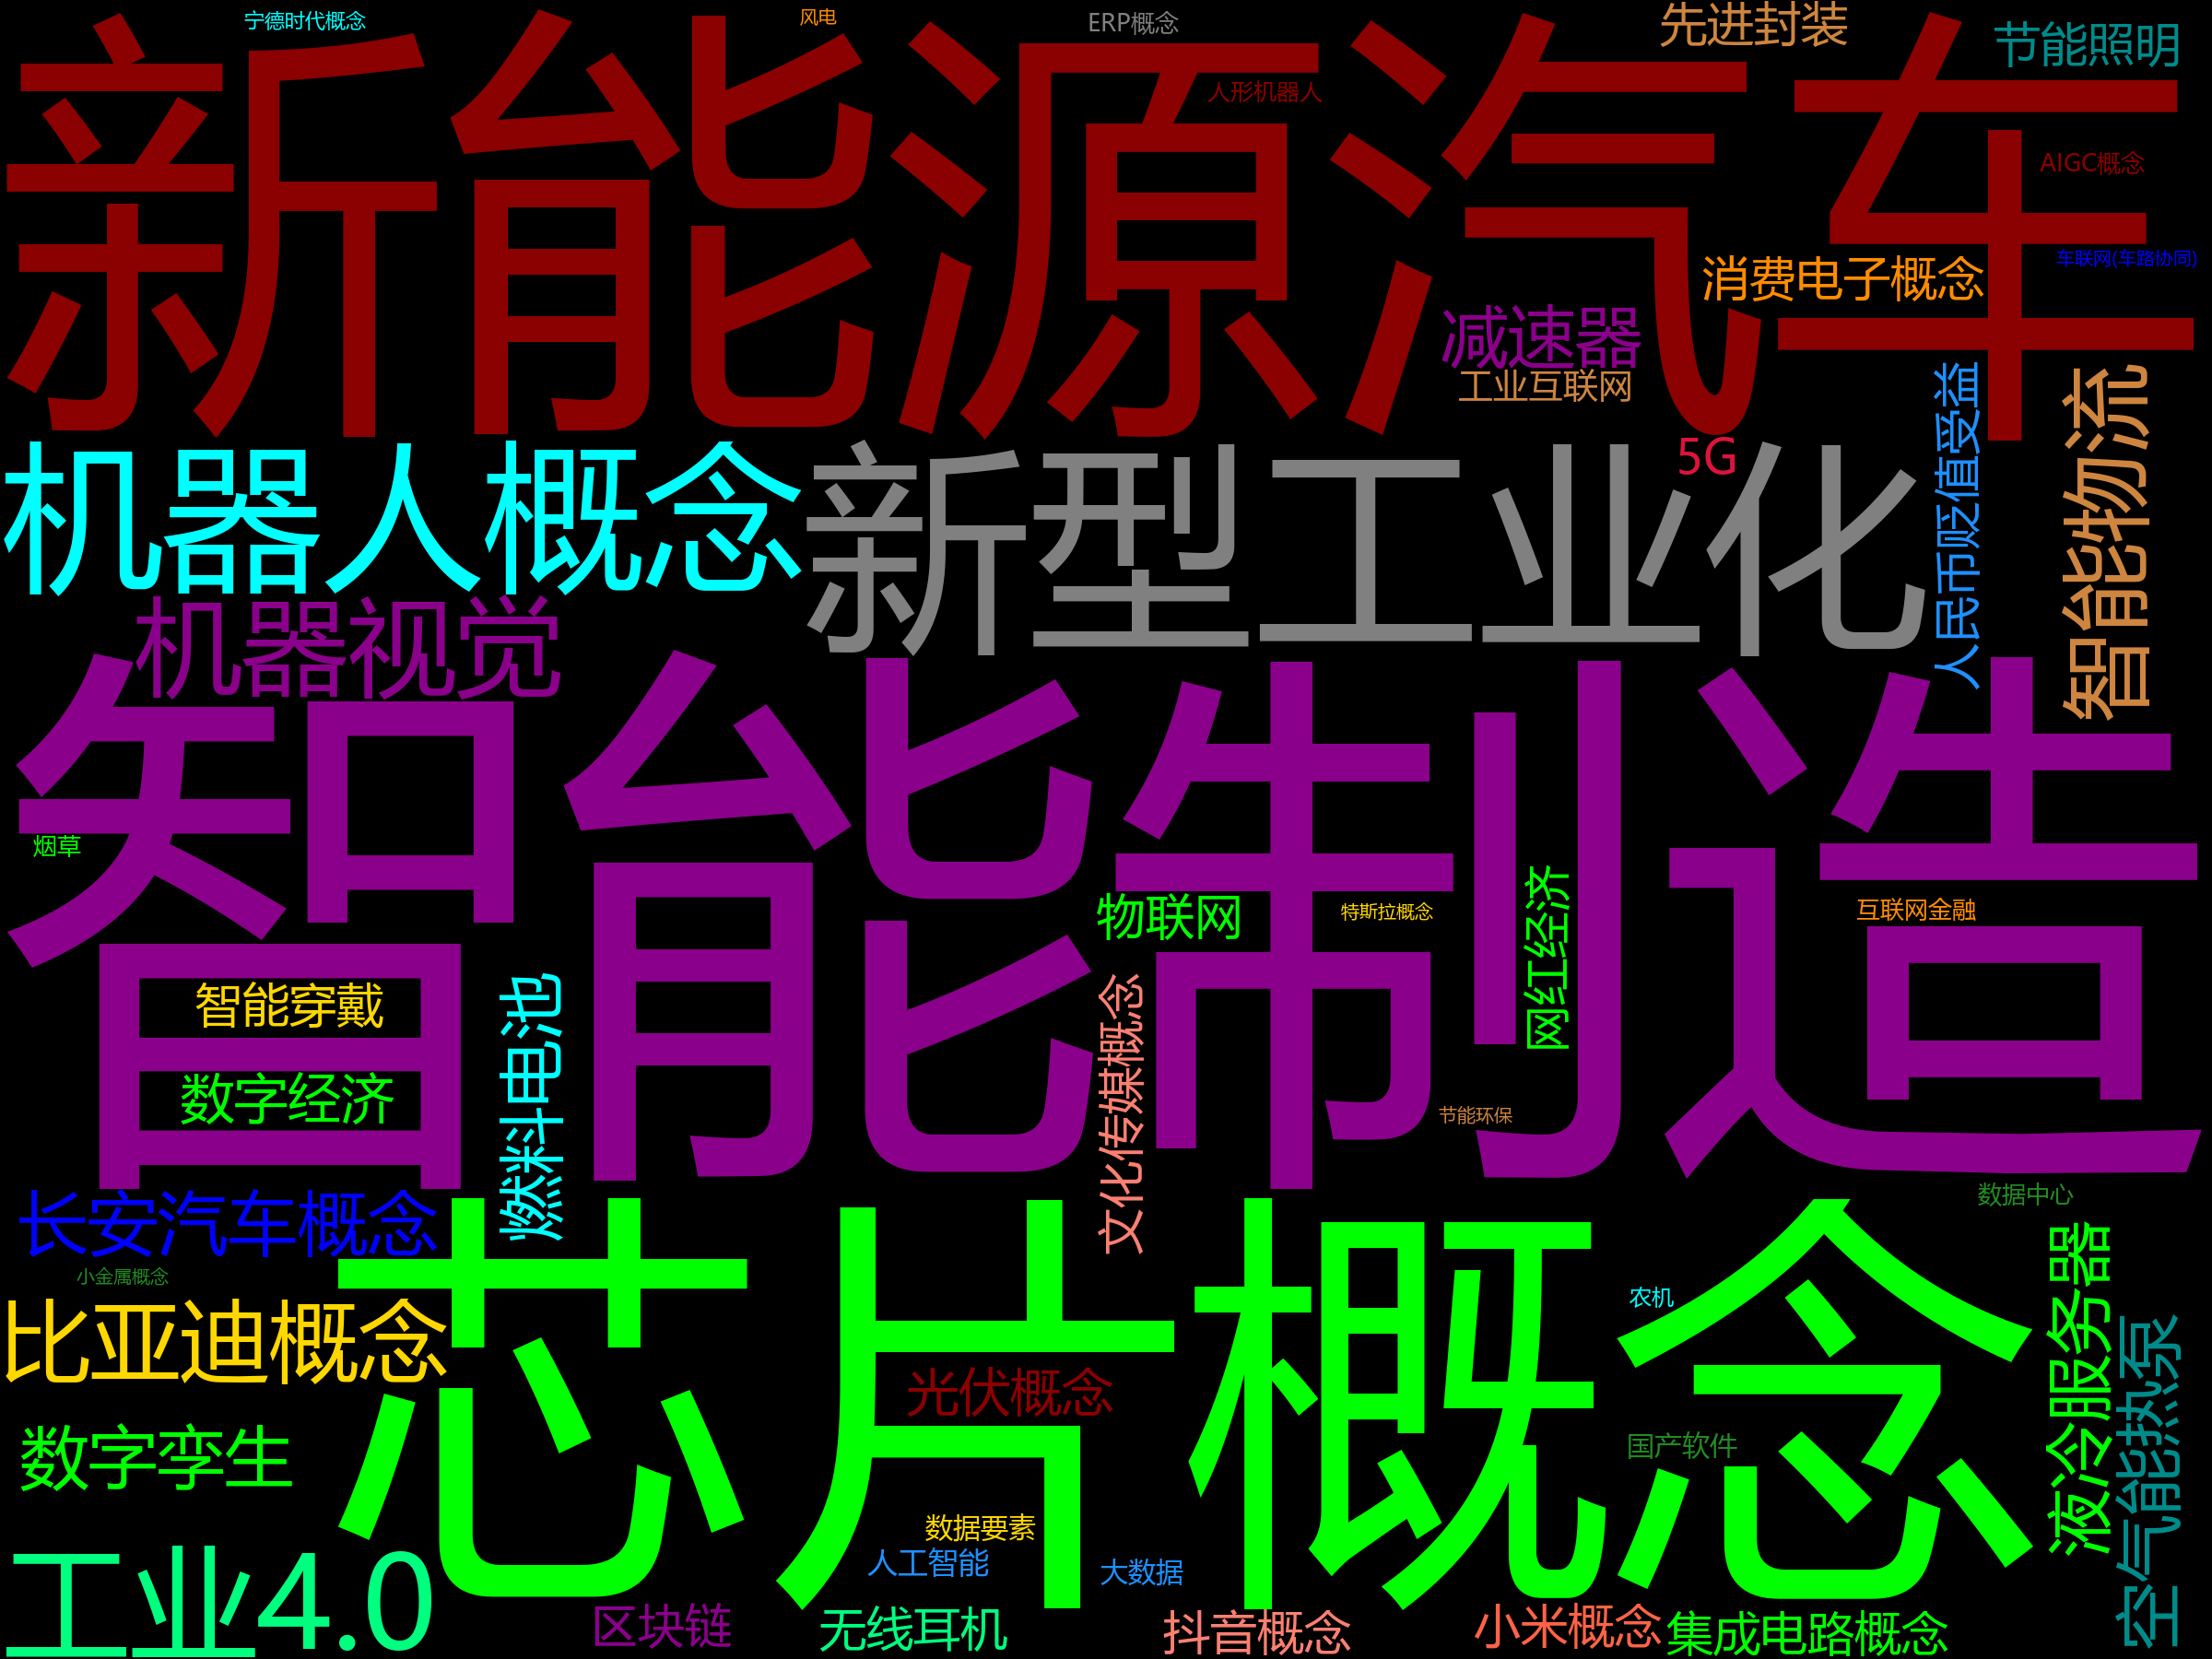 宁德时代概念
风电
ERP概念
先进封装
节能照明
新能源汽车
人形机器人
AIGC概念
车联网(车路协同)
消费电子概念
减速器
工业互联网
人民币贬值受益
智能物流
5G
机器人概念
新型工业化
机器视觉
智能制造
烟草
物联网
特斯拉概念
网红经济
互联网金融
智能穿戴
燃料电池
文化传媒概念
数字经济
节能环保
长安汽车概念
数据中心
小金属概念
芯片概念
农机
液冷服务器
比亚迪概念
空气能热泵
光伏概念
数字孪生
国产软件
数据要素
人工智能
大数据
工业4.0
区块链
无线耳机
抖音概念
小米概念
集成电路概念